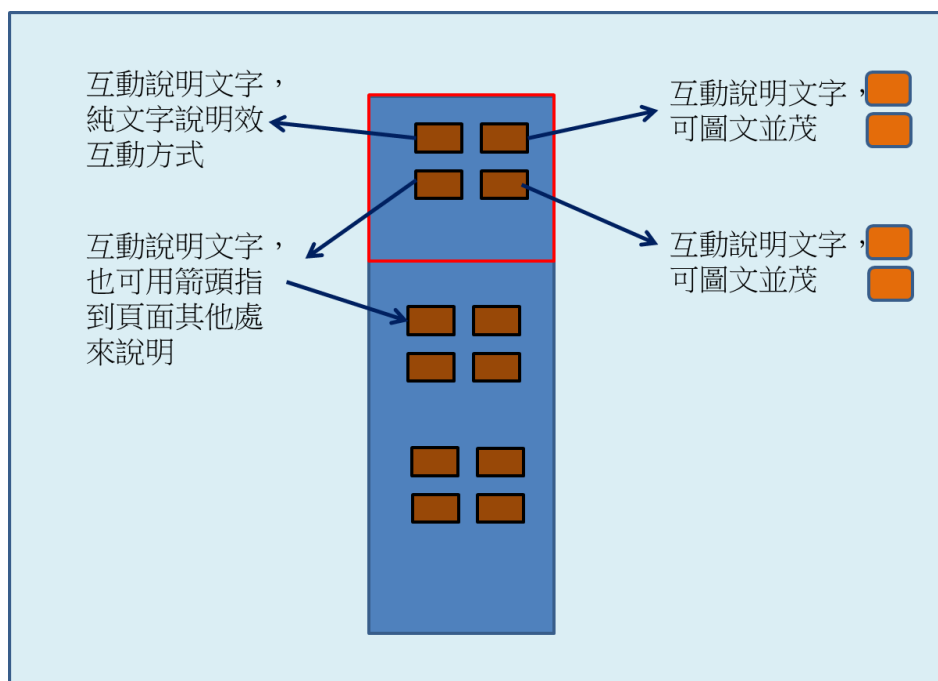 互動說明文字，
純文字說明效
互動方式
互動說明文字，
可圖文並茂
互動說明文字，
也可用箭頭指
到頁面其他處
來說明
互動說明文字，
可圖文並茂